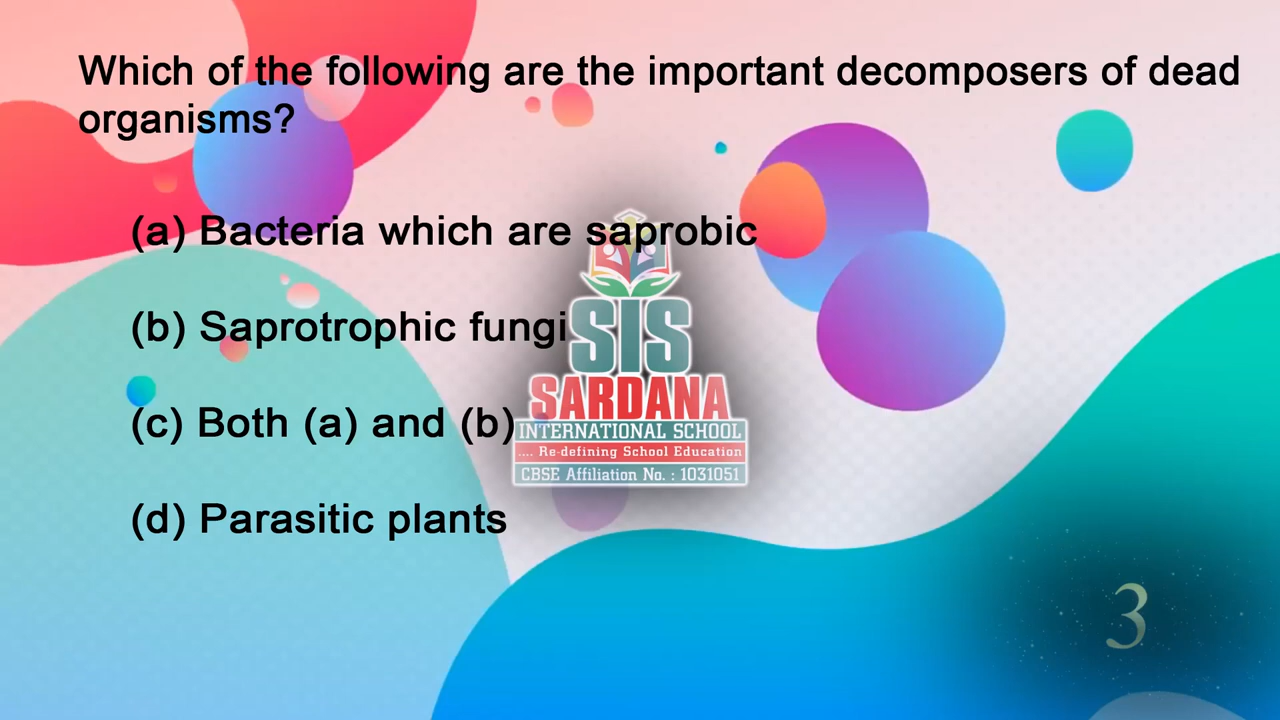 Which of the following are the important decomposers of dead
organisms?
(a) Bacteria which are saprobic
(b) Saprotrophic fungi
(c) Both (a) and (b)
(d) Parasitic plants
SIS
SARDANA
INTERNATIONAL SCHOOL
.... Re-defining School Education
CBSE Affiliation No. : 1031051
3